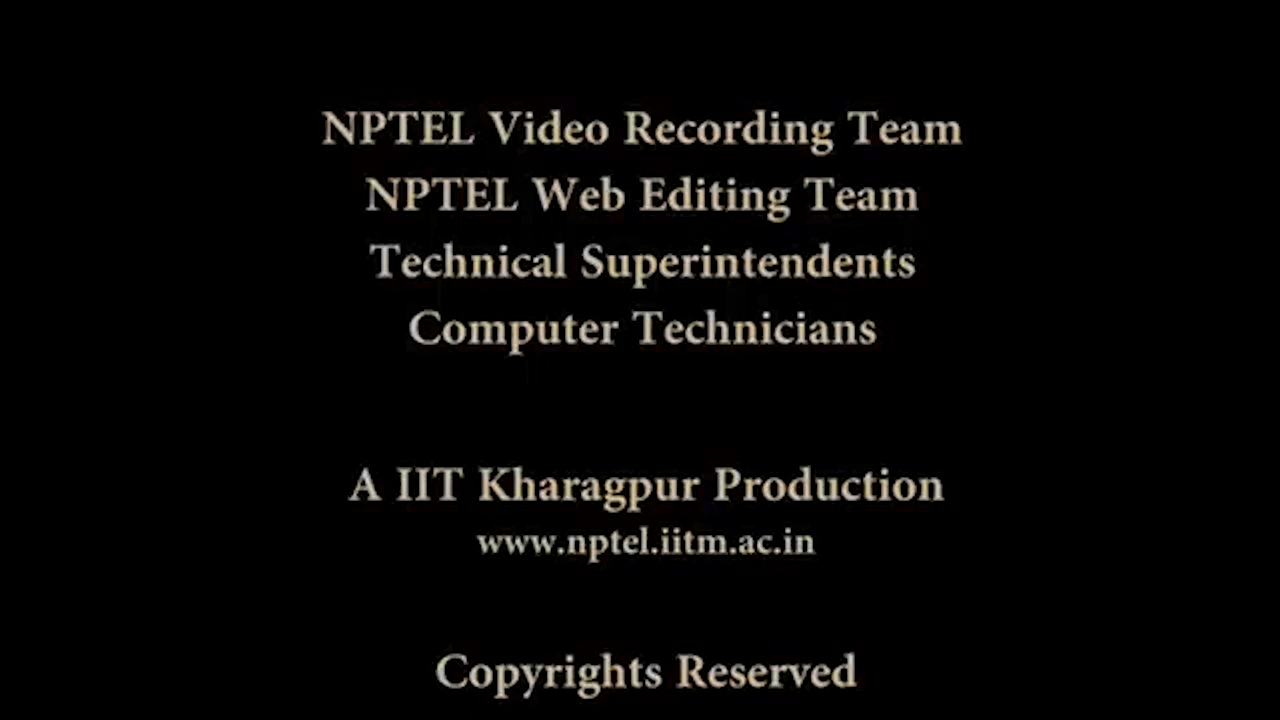 NPTEL Video Recording Team
NPTEL Web Editing Team
Technical Superintendents
Computer Technicians
A IIT Kharagpur Production
www.nptel.iitm.ac.in
Copyrights Reserved